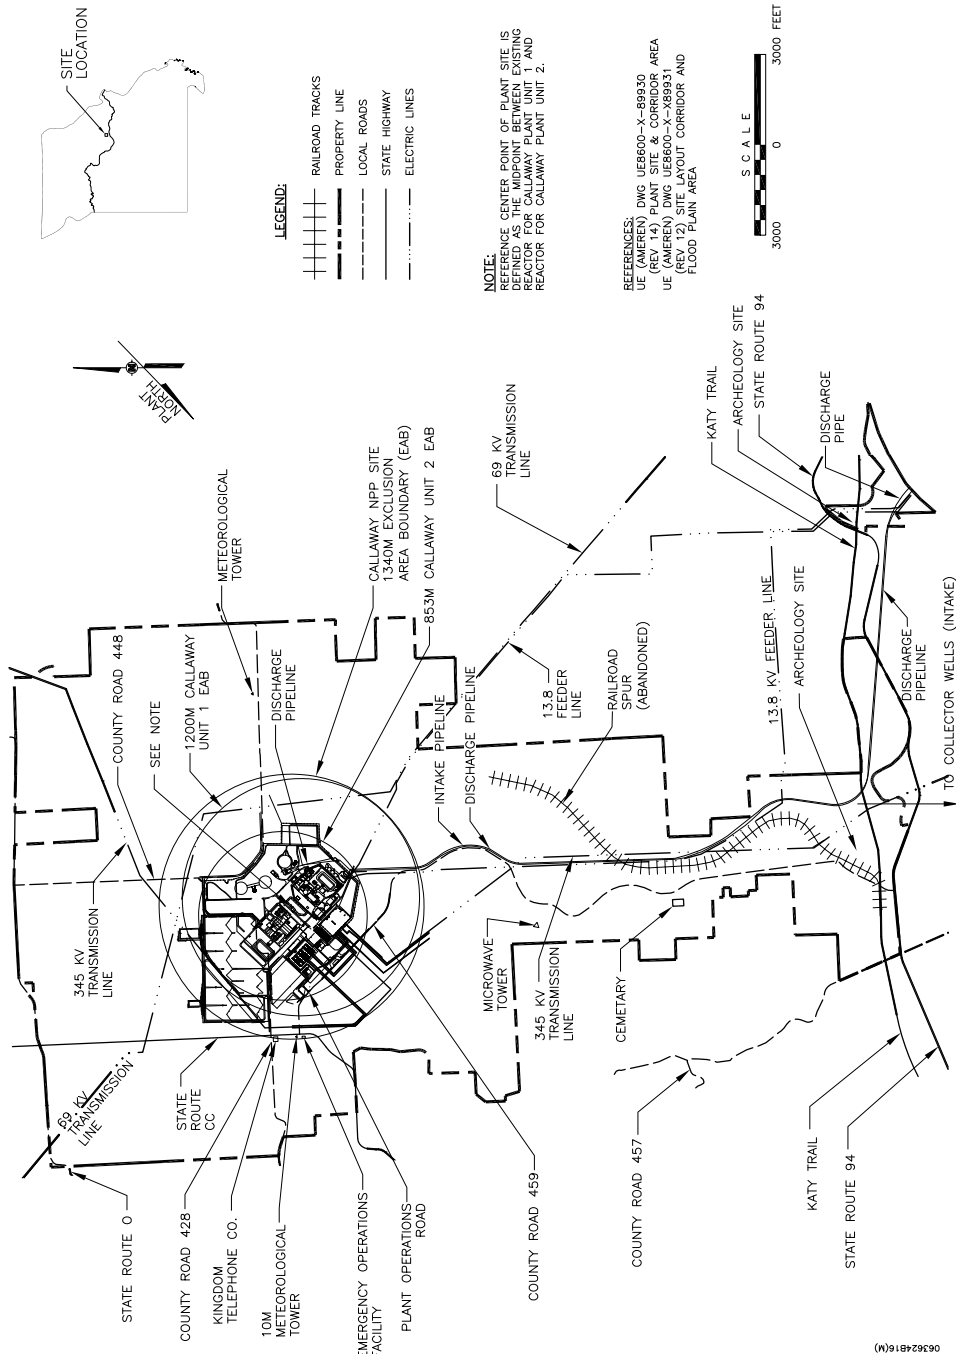 SITE
LOCATION
LEGEND:
RAILROAD TRACKS
PROPERTY LINE
LOCAL ROADS
STATE HIGHWAY
ELECTRIC LINES
NOTE:
REFERENCE CENTER POINT OF PLANT SITE IS
DEFINED AS THE MIDPOINT BETWEEN EXISTING
REACTOR FOR CALLAWAY PLANT UNIT 1 AND
REACTOR FOR CALLAWAY PLANT UNIT 2.
REFERENCES:
UE (AMEREN) DWG UE8600-X-89930
(REV 14) PLANT SITE & CORRIDOR AREA
UE (AMEREN) DWG UE8600-X-X89931
(REV 12) SITE LAYOUT CORRIDOR AND
FLOOD PLAIN AREA
SCALE
3000
0
3000 FEET
PLANT
NORTH
COUNTY ROAD 448
SEE NOTE
1200M CALLAWAY
UNIT 1 EAB
METEOROLOGICAL
TOWER
DISCHARGE
PIPELINE
CALLAWAY NPP SITE
1340M EXCLUSION
AREA BOUNDARY (EAB)
853M CALLAWAY UNIT 2 EAB
69 KV
TRANSMISSION
LINE
INTAKE PIPELINE
DISCHARGE PIPELINE
13.8
FEEDER
LINE
RAILROAD
SPUR
(ABANDONED)
KATY TRAIL
ARCHEOLOGY SITE
STATE ROUTE 94
DISCHARGE
PIPE
13.8 KV FEEDER LINE
ARCHEOLOGY SITE
DISCHARGE
PIPELINE
TO COLLECTOR WELLS (INTAKE)
345 KV
TRANSMISSION
LINE
MICROWAVE
TOWER
345 KV
TRANSMISSION
LINE
CEMETARY
69 KV
TRANSMISSION
LINE
STATE
ROUTE
CC
STATE ROUTE O
COUNTY ROAD 428
KINGDOM
TELEPHONE CO.
10M
METEOROLOGICAL
TOWER
EMERGENCY OPERATIONS
FACILITY
PLANT OPERATIONS
ROAD
COUNTY ROAD 459
COUNTY ROAD 457
KATY TRAIL
STATE ROUTE 94
063624B16(M)